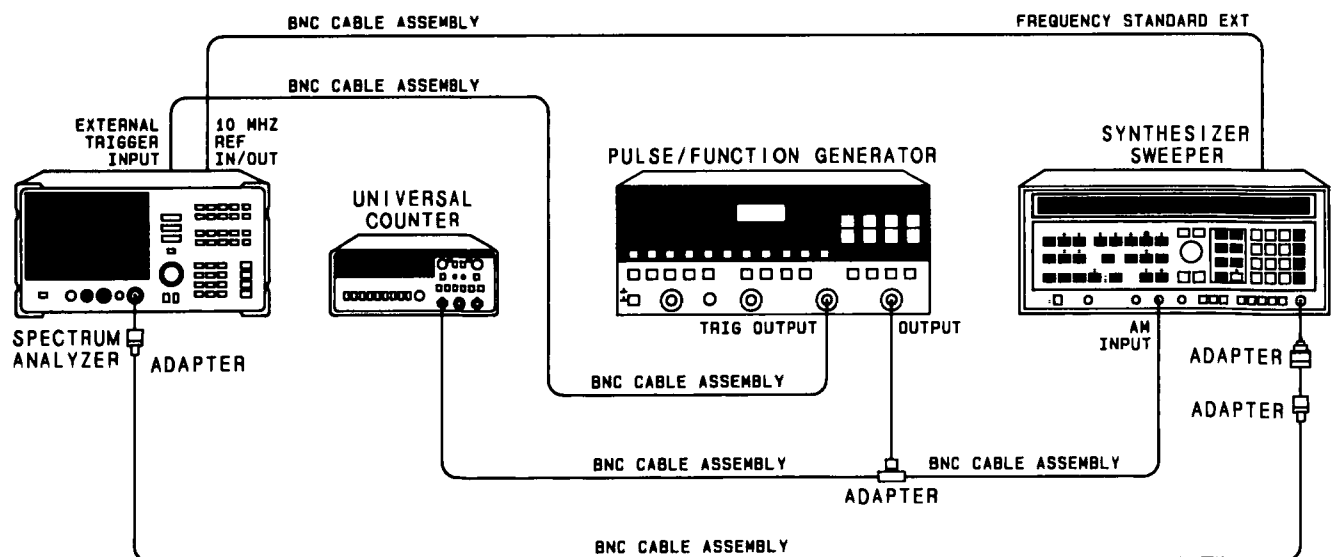 BNC CABLE ASSEMBLY
FREQUENCY STANDARD EXT
BNC CABLE ASSEMBLY
EXTERNAL
TRIGGER
INPUT
10 MHZ
REF
IN/OUT
SYNTHESIZER
SWEEPER
PULSE/FUNCTION GENERATOR
UNIVERSAL
COUNTER
SPECTRUM
ANALYZER
ADAPTER
TRIG OUTPUT
OUTPUT
AM
INPUT
ADAPTER
BNC CABLE ASSEMBLY
ADAPTER
BNC CABLE ASSEMBLY
BNC CABLE ASSEMBLY
ADAPTER
BNC CABLE ASSEMBLY